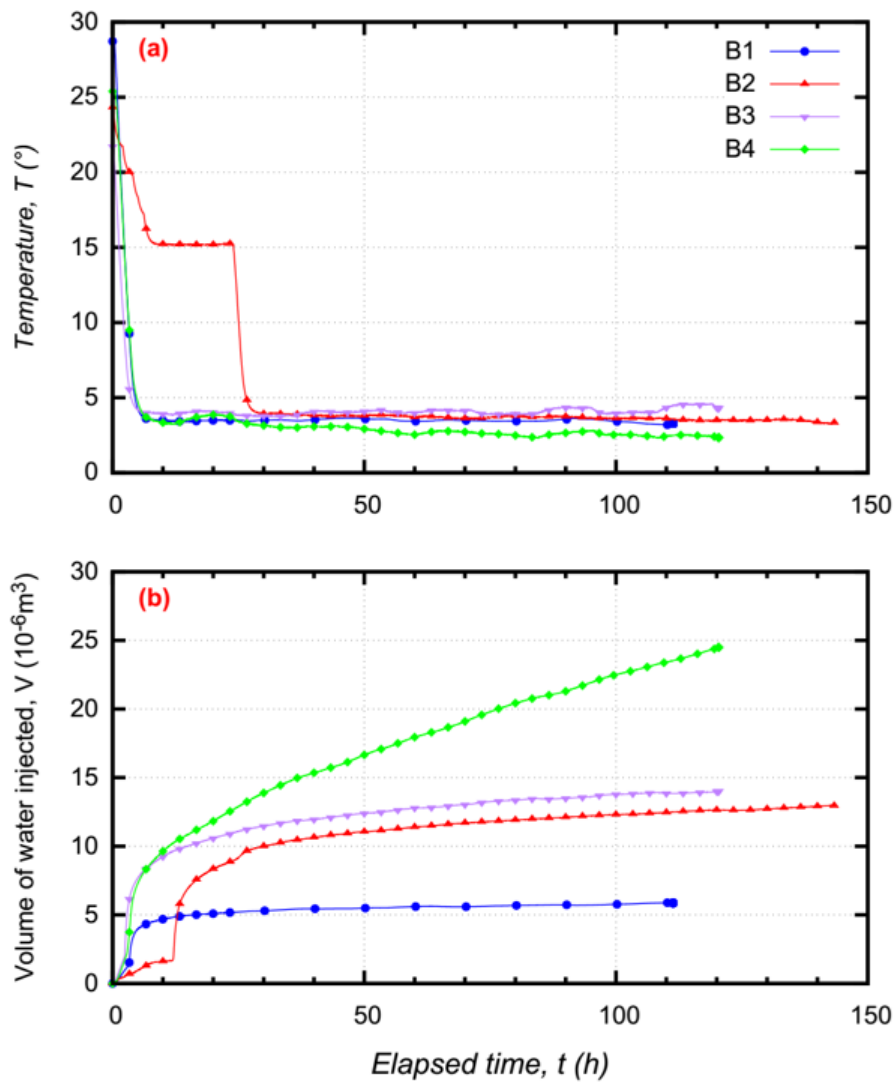 30
(a)
B1
B2
B3
B4
25
20
15
10
5
0
Temperature, T (°)
0 50 100 150
30
(b)
25
20
15
10
5
0
Volume of water injected, V (10⁻⁶m³)
0 50 100 150
Elapsed time, t (h)